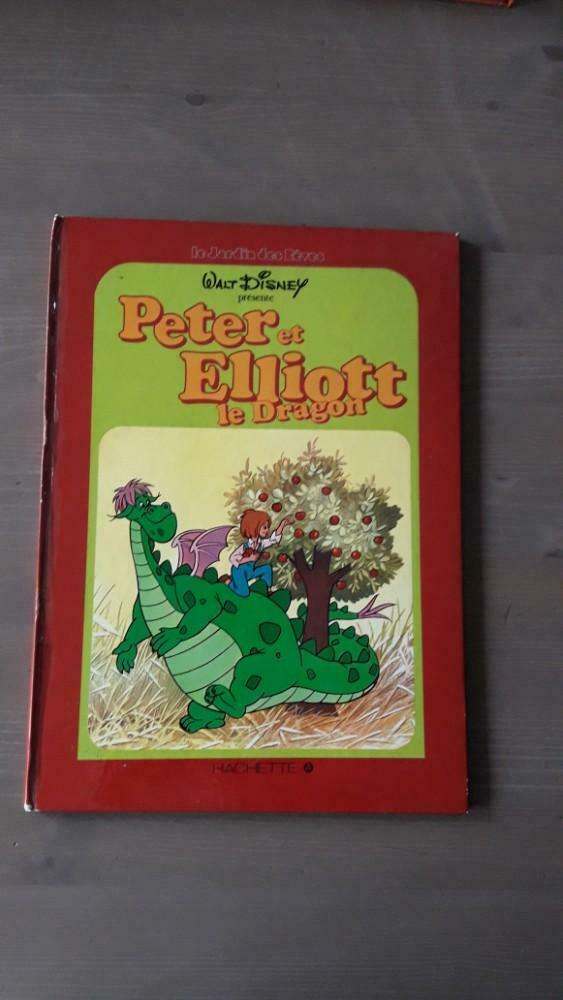 le Jardin des Rêves
WALT DISNEY
présente
Peter et
Elliott
le Dragon
HACHETTE